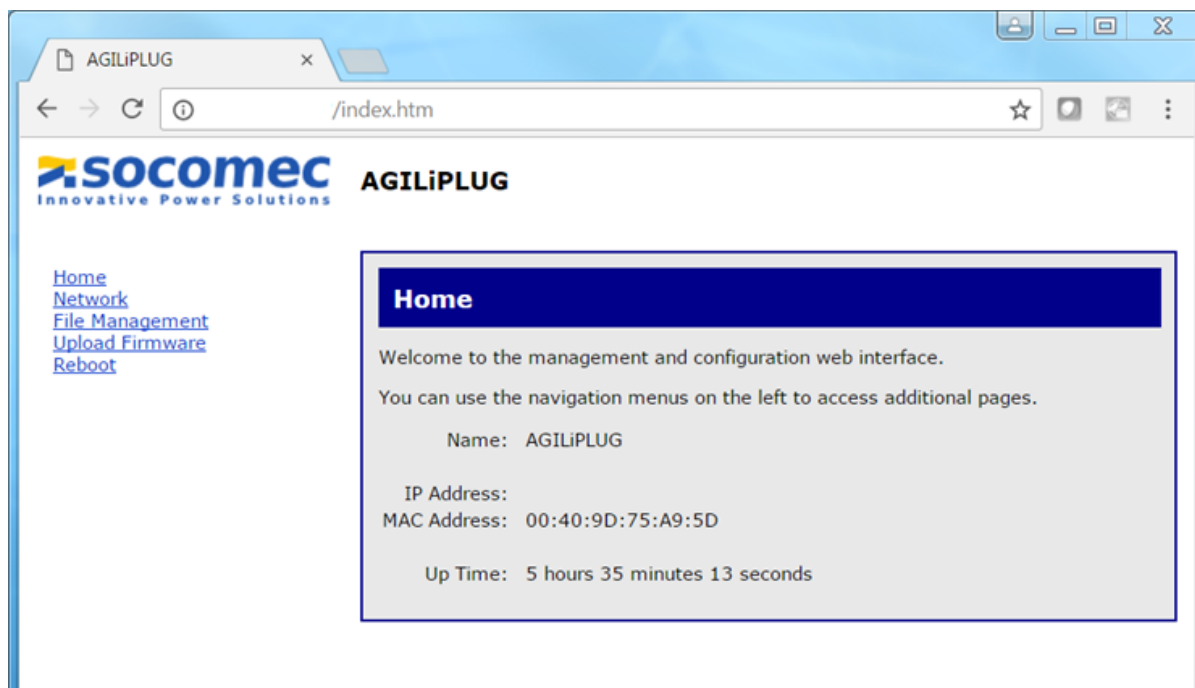 AGILiPLUG
/index.htm
socomec
Innovative Power Solutions
AGILiPLUG
Home
Network
File Management
Upload Firmware
Reboot
Home
Welcome to the management and configuration web interface.
You can use the navigation menus on the left to access additional pages.
Name: AGILiPLUG
IP Address:
MAC Address: 00:40:9D:75:A9:5D
Up Time: 5 hours 35 minutes 13 seconds